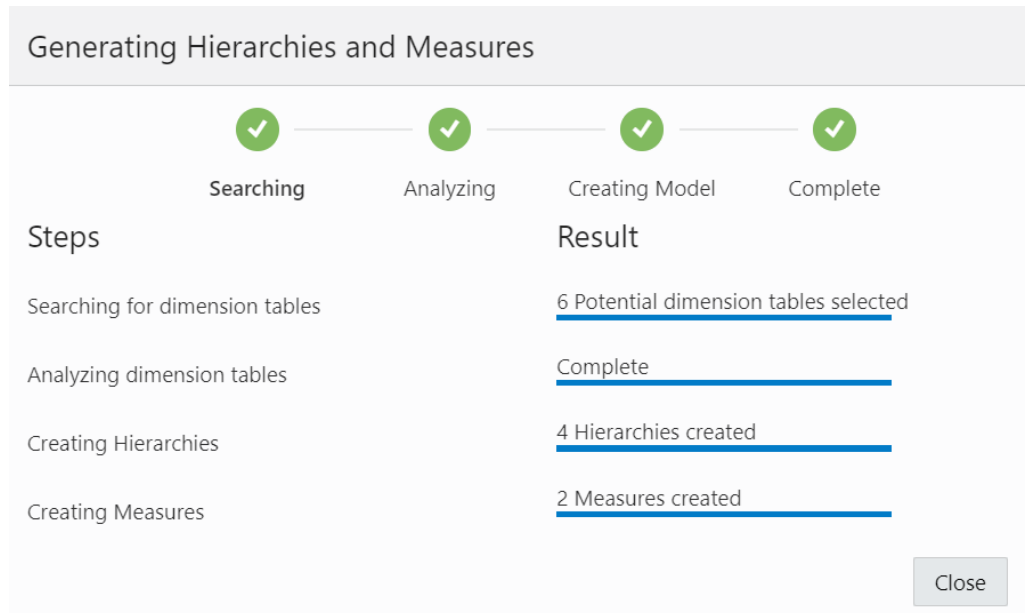 Generating Hierarchies and Measures
Searching
Analyzing
Creating Model
Complete
Steps
Result
Searching for dimension tables
6 Potential dimension tables selected
Analyzing dimension tables
Complete
Creating Hierarchies
4 Hierarchies created
Creating Measures
2 Measures created
Close